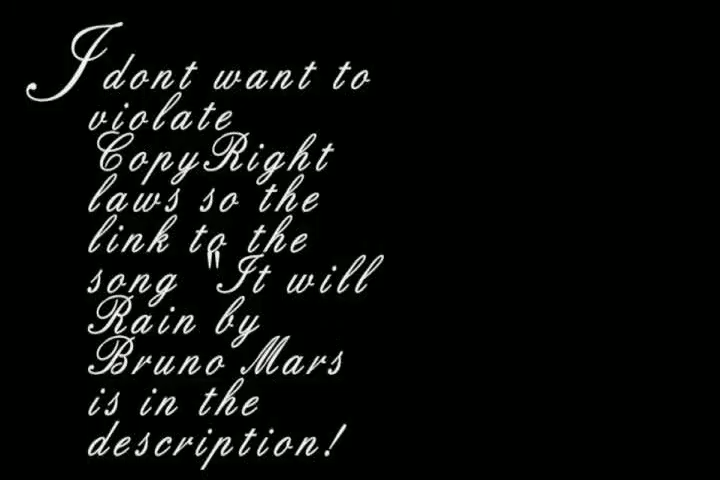 I dont want to
violate
CopyRight
laws so the
link to the
song "It will
Rain by
Bruno Mars
is in the
description!